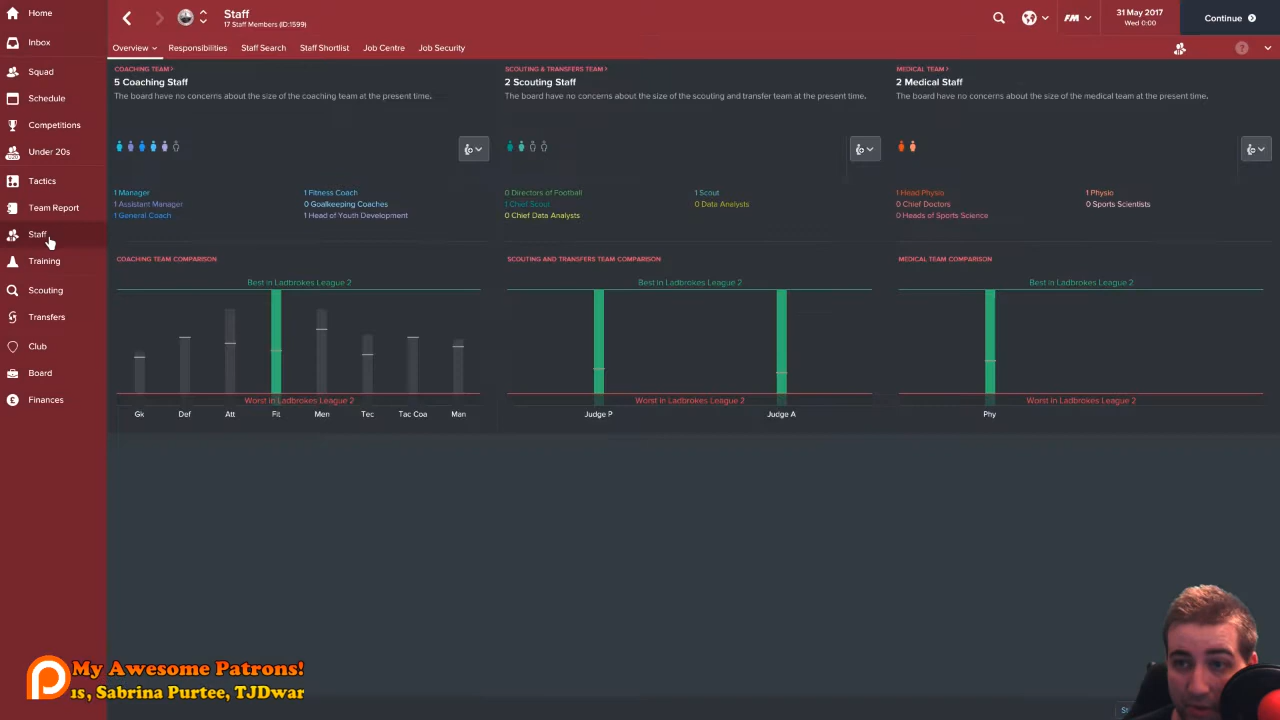 Home
Inbox
Squad
Schedule
Competitions
Under 20s
Tactics
Team Report
Staff
Training
Scouting
Transfers
Club
Board
Finances
Staff
17 Staff Members (ID:1599)
FM
31 May 2017
Wed 0:00
Continue
Overview Responsibilities Staff Search Staff Shortlist Job Centre Job Security
COACHING TEAM >
5 Coaching Staff
The board have no concerns about the size of the coaching team at the present time.
1 Manager
1 Assistant Manager
1 General Coach
1 Fitness Coach
0 Goalkeeping Coaches
1 Head of Youth Development
SCOUTING & TRANSFERS TEAM >
2 Scouting Staff
The board have no concerns about the size of the scouting and transfer team at the present time.
0 Directors of Football
1 Chief Scout
0 Chief Data Analysts
1 Scout
0 Data Analysts
MEDICAL TEAM >
2 Medical Staff
The board have no concerns about the size of the medical team at the present time.
1 Head Physio
0 Chief Doctors
0 Heads of Sports Science
1 Physio
0 Sports Scientists
COACHING TEAM COMPARISON
Best in Ladbrokes League 2
Worst in Ladbrokes League 2
Gk Def Att Fit Men Tec Tac Coa Man
SCOUTING AND TRANSFERS TEAM COMPARISON
Best in Ladbrokes League 2
Worst in Ladbrokes League 2
Judge P Judge A
MEDICAL TEAM COMPARISON
Best in Ladbrokes League 2
Worst in Ladbrokes League 2
Phy
My Awesome Patrons!
Sabrina Purtee, TJDwar